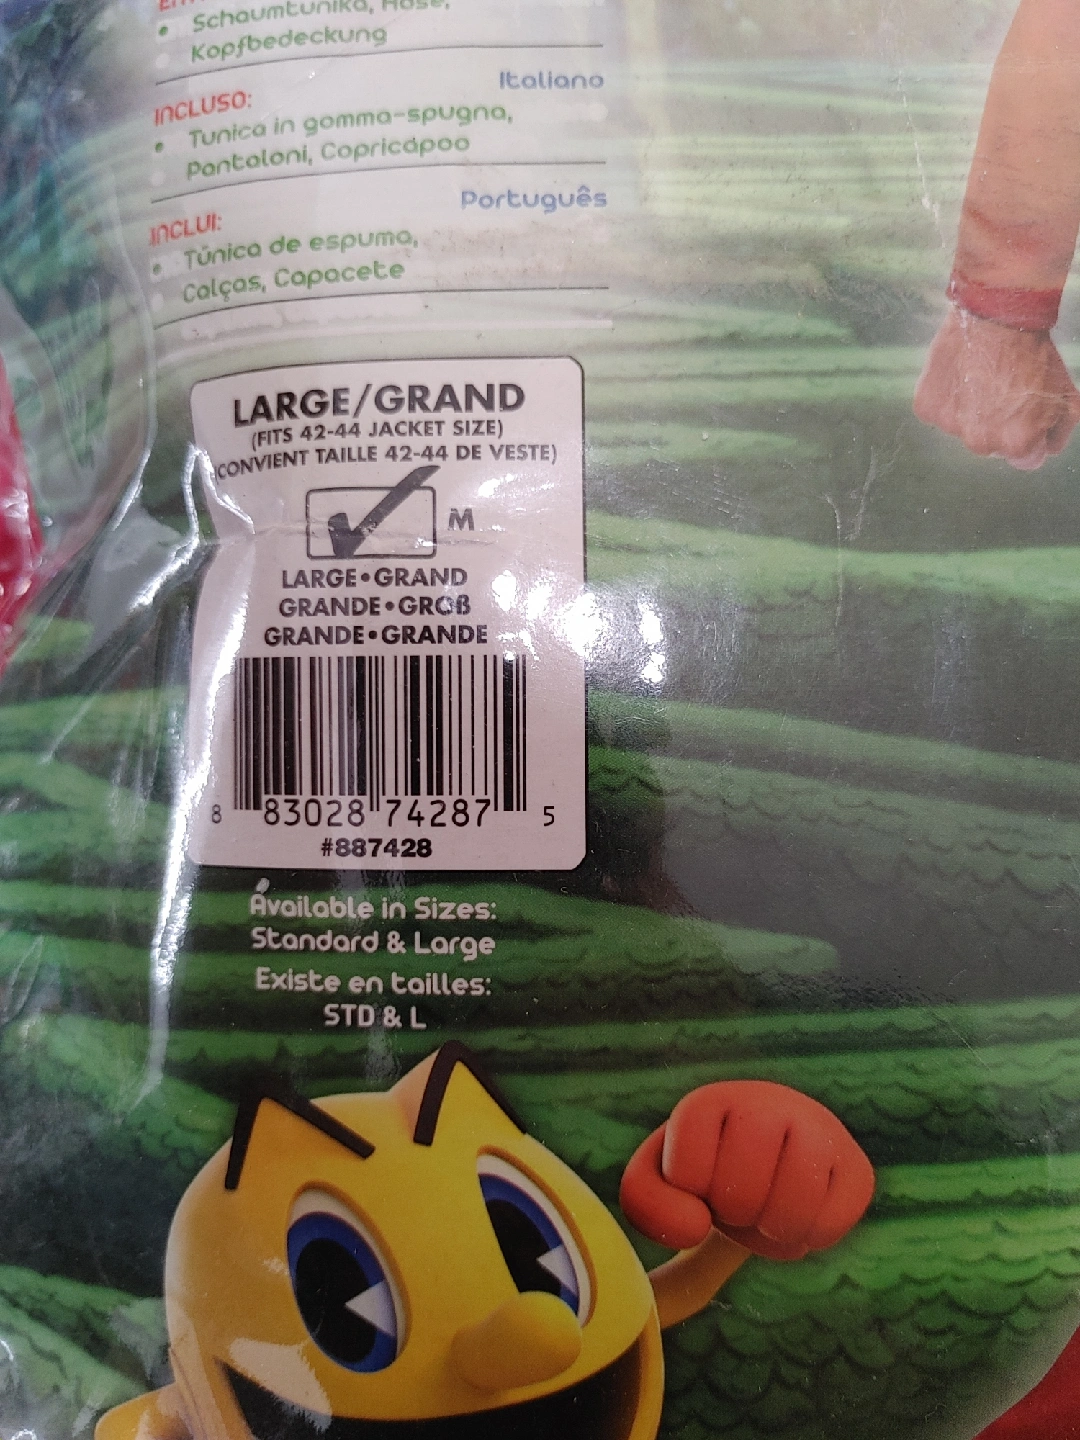 Schaumtunika, Hose,
Kopfbedeckung
Italiano
INCLUSO:
• Tunica in gomma-spugna,
Pantaloni, Copricapoo
Português
INCLUI:
• Túnica de espuma,
Calças, Capacete
LARGE/GRAND
(FITS 42-44 JACKET SIZE)
(CONVIENT TAILLE 42-44 DE VESTE)
M
LARGE•GRAND
GRANDE•GROß
GRANDE•GRANDE
8 83028 74287 5
#887428
Available in Sizes:
Standard & Large
Existe en tailles:
STD & L